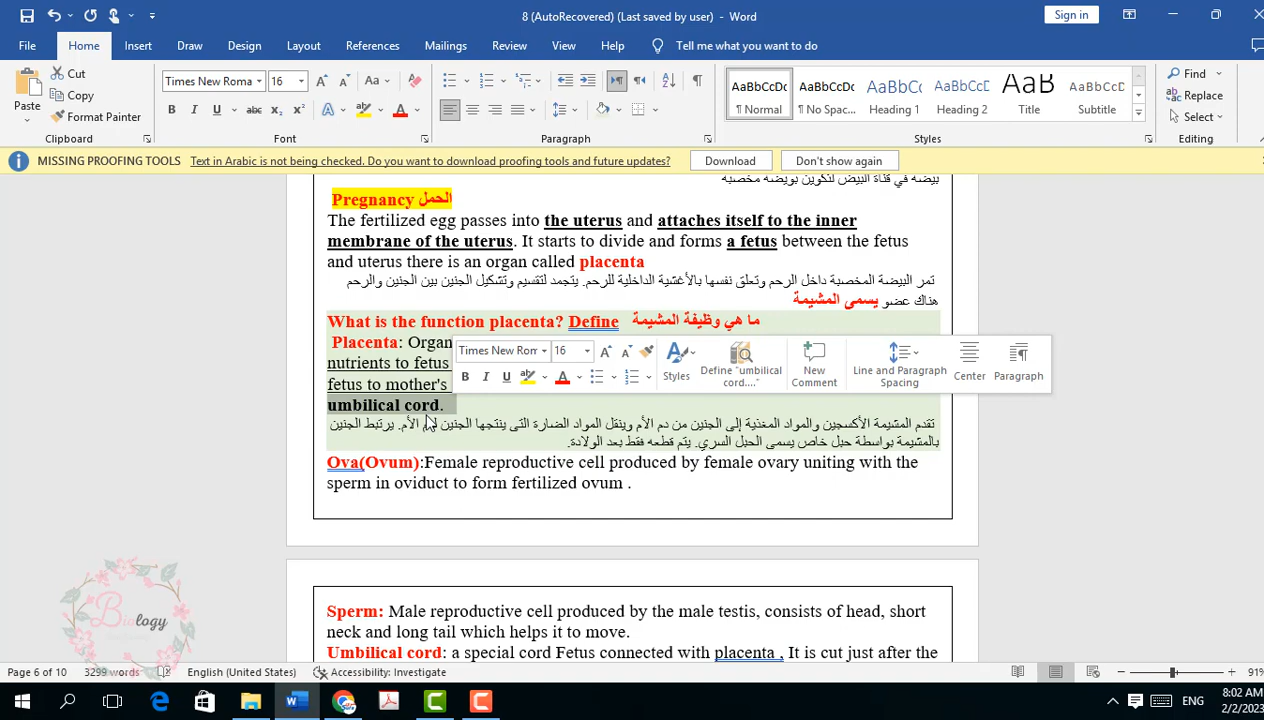 8 (AutoRecovered) (Last saved by user) - Word
Sign in
File Home Insert Draw Design Layout References Mailings Review View Help Tell me what you want to do
Paste
Cut
Copy
Format Painter
Clipboard
Times New Roma 16
Font
Paragraph
AaBbCcDc ¶ Normal
AaBbCcDc ¶ No Spac...
AaBbCc Heading 1
AaBbCcD Heading 2
AaB Title
AaBbCcD Subtitle
Styles
Find
Replace
Select
Editing
MISSING PROOFING TOOLS Text in Arabic is not being checked. Do you want to download proofing tools and future updates? Download Don't show again
بيضه في قناة البيض لتكوين بويضه مخصبه
Pregnancy الحمل
The fertilized egg passes into the uterus and attaches itself to the inner
membrane of the uterus. It starts to divide and forms a fetus between the fetus
and uterus there is an organ called placenta
تمر البيضة المخصبة داخل الرحم وتعلق نفسها بالأغشية الداخلية للرحم. يتجمد لتقسيم وتشكيل الجنين بين الجنين والرحم
هناك عضو يسمى المشيمة
What is the function placenta? Define ما هي وظيفة المشيمة
Placenta: Organ
nutrients to fetus
fetus to mother's
umbilical cord.
Times New Rom 16
Styles
Define "umbilical cord...."
New Comment
Line and Paragraph Spacing
Center
Paragraph
تقدم المشيمة الأكسجين والمواد المغذية إلى الجنين من دم الأم وينقل المواد الضارة التى ينتجها الجنين الأم. يرتبط الجنين
بالمشيمة بواسطة حبل خاص يسمى الحبل السري. يتم قطعه فقط بعد الولادة.
Ova(Ovum):Female reproductive cell produced by female ovary uniting with the
sperm in oviduct to form fertilized ovum .
Sperm: Male reproductive cell produced by the male testis, consists of head, short
neck and long tail which helps it to move.
Umbilical cord: a special cord Fetus connected with placenta , It is cut just after the
Biology
Page 6 of 10 3299 words English (United States) Accessibility: Investigate 91%
ENG
8:02 AM
2/2/2023